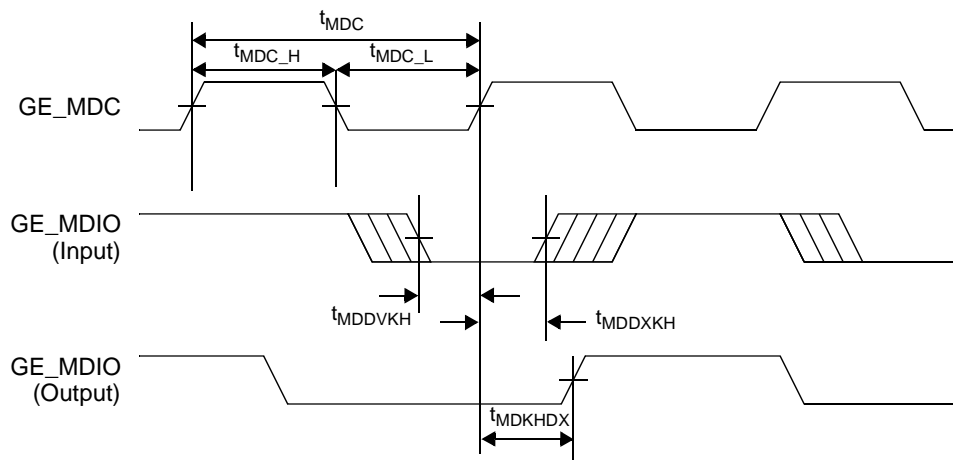 tMDC
tMDC_H
tMDC_L
GE_MDC
GE_MDIO
(Input)
tMDDVKH
tMDDXKH
GE_MDIO
(Output)
tMDKHDX